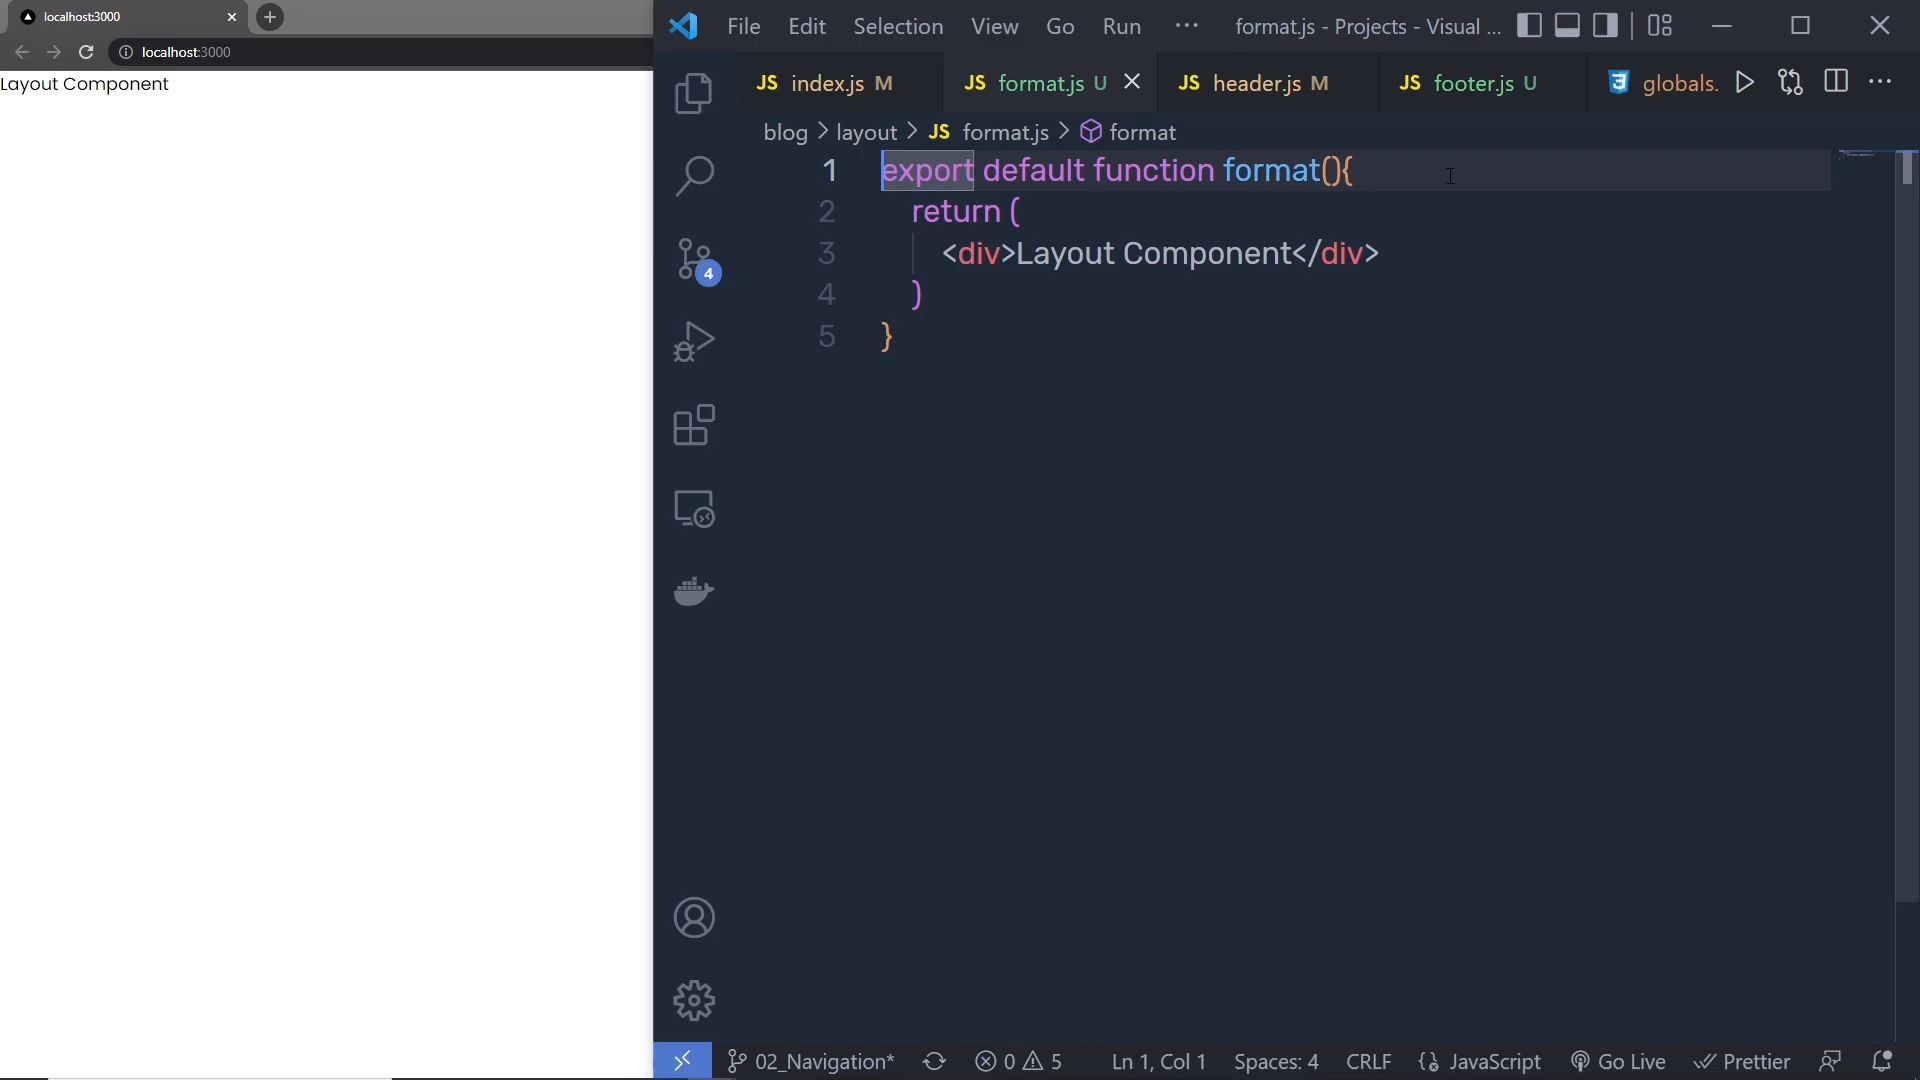 localhost:3000
localhost:3000
Layout Component
File Edit Selection View Go Run ··· format.js - Projects - Visual ...
JS index.js M JS format.js U JS header.js M JS footer.js U globals.
blog > layout > JS format.js > format
1 export default function format(){
2 return (
3 <div>Layout Component</div>
4 )
5 }
4
02_Navigation* 0 5 Ln 1, Col 1 Spaces: 4 CRLF JavaScript Go Live Prettier